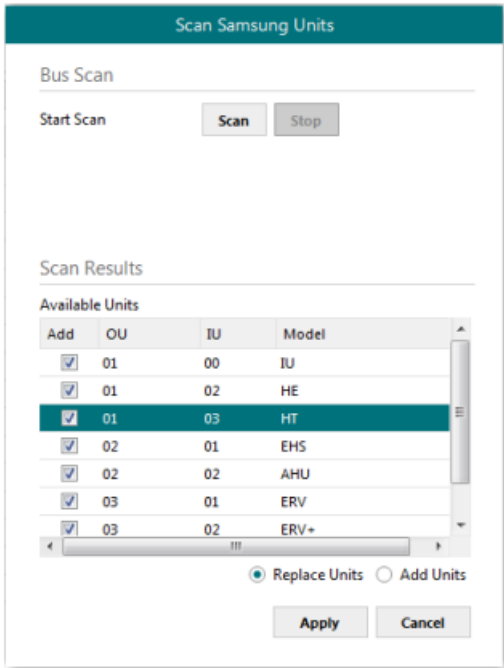 Scan Samsung Units
Bus Scan
Start Scan Scan Stop
Scan Results
Available Units
Add OU IU Model
01 00 IU
01 02 HE
01 03 HT
02 01 EHS
02 02 AHU
03 01 ERV
03 02 ERV+
Replace Units Add Units
Apply Cancel